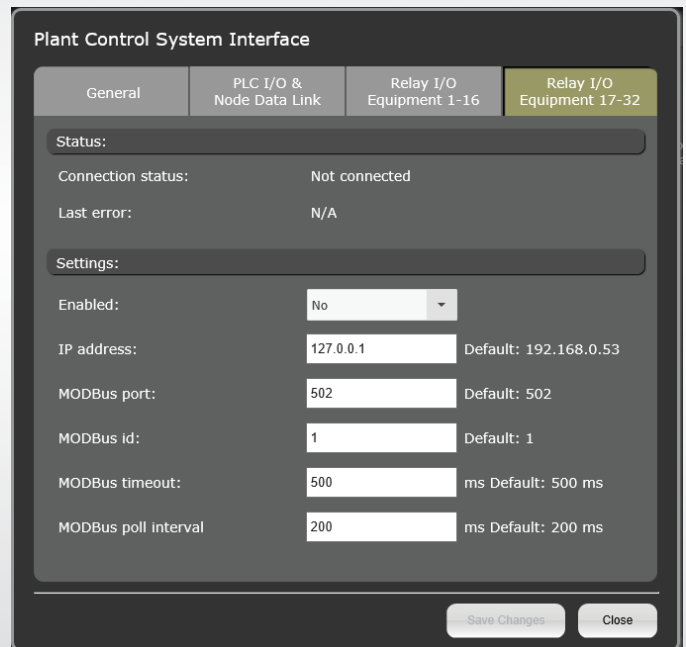 Plant Control System Interface
General
PLC I/O &
Node Data Link
Relay I/O
Equipment 1-16
Relay I/O
Equipment 17-32
Status:
Connection status: Not connected
Last error: N/A
Settings:
Enabled: No
IP address: 127.0.0.1 Default: 192.168.0.53
MODBus port: 502 Default: 502
MODBus id: 1 Default: 1
MODBus timeout: 500 ms Default: 500 ms
MODBus poll interval 200 ms Default: 200 ms
Save Changes Close